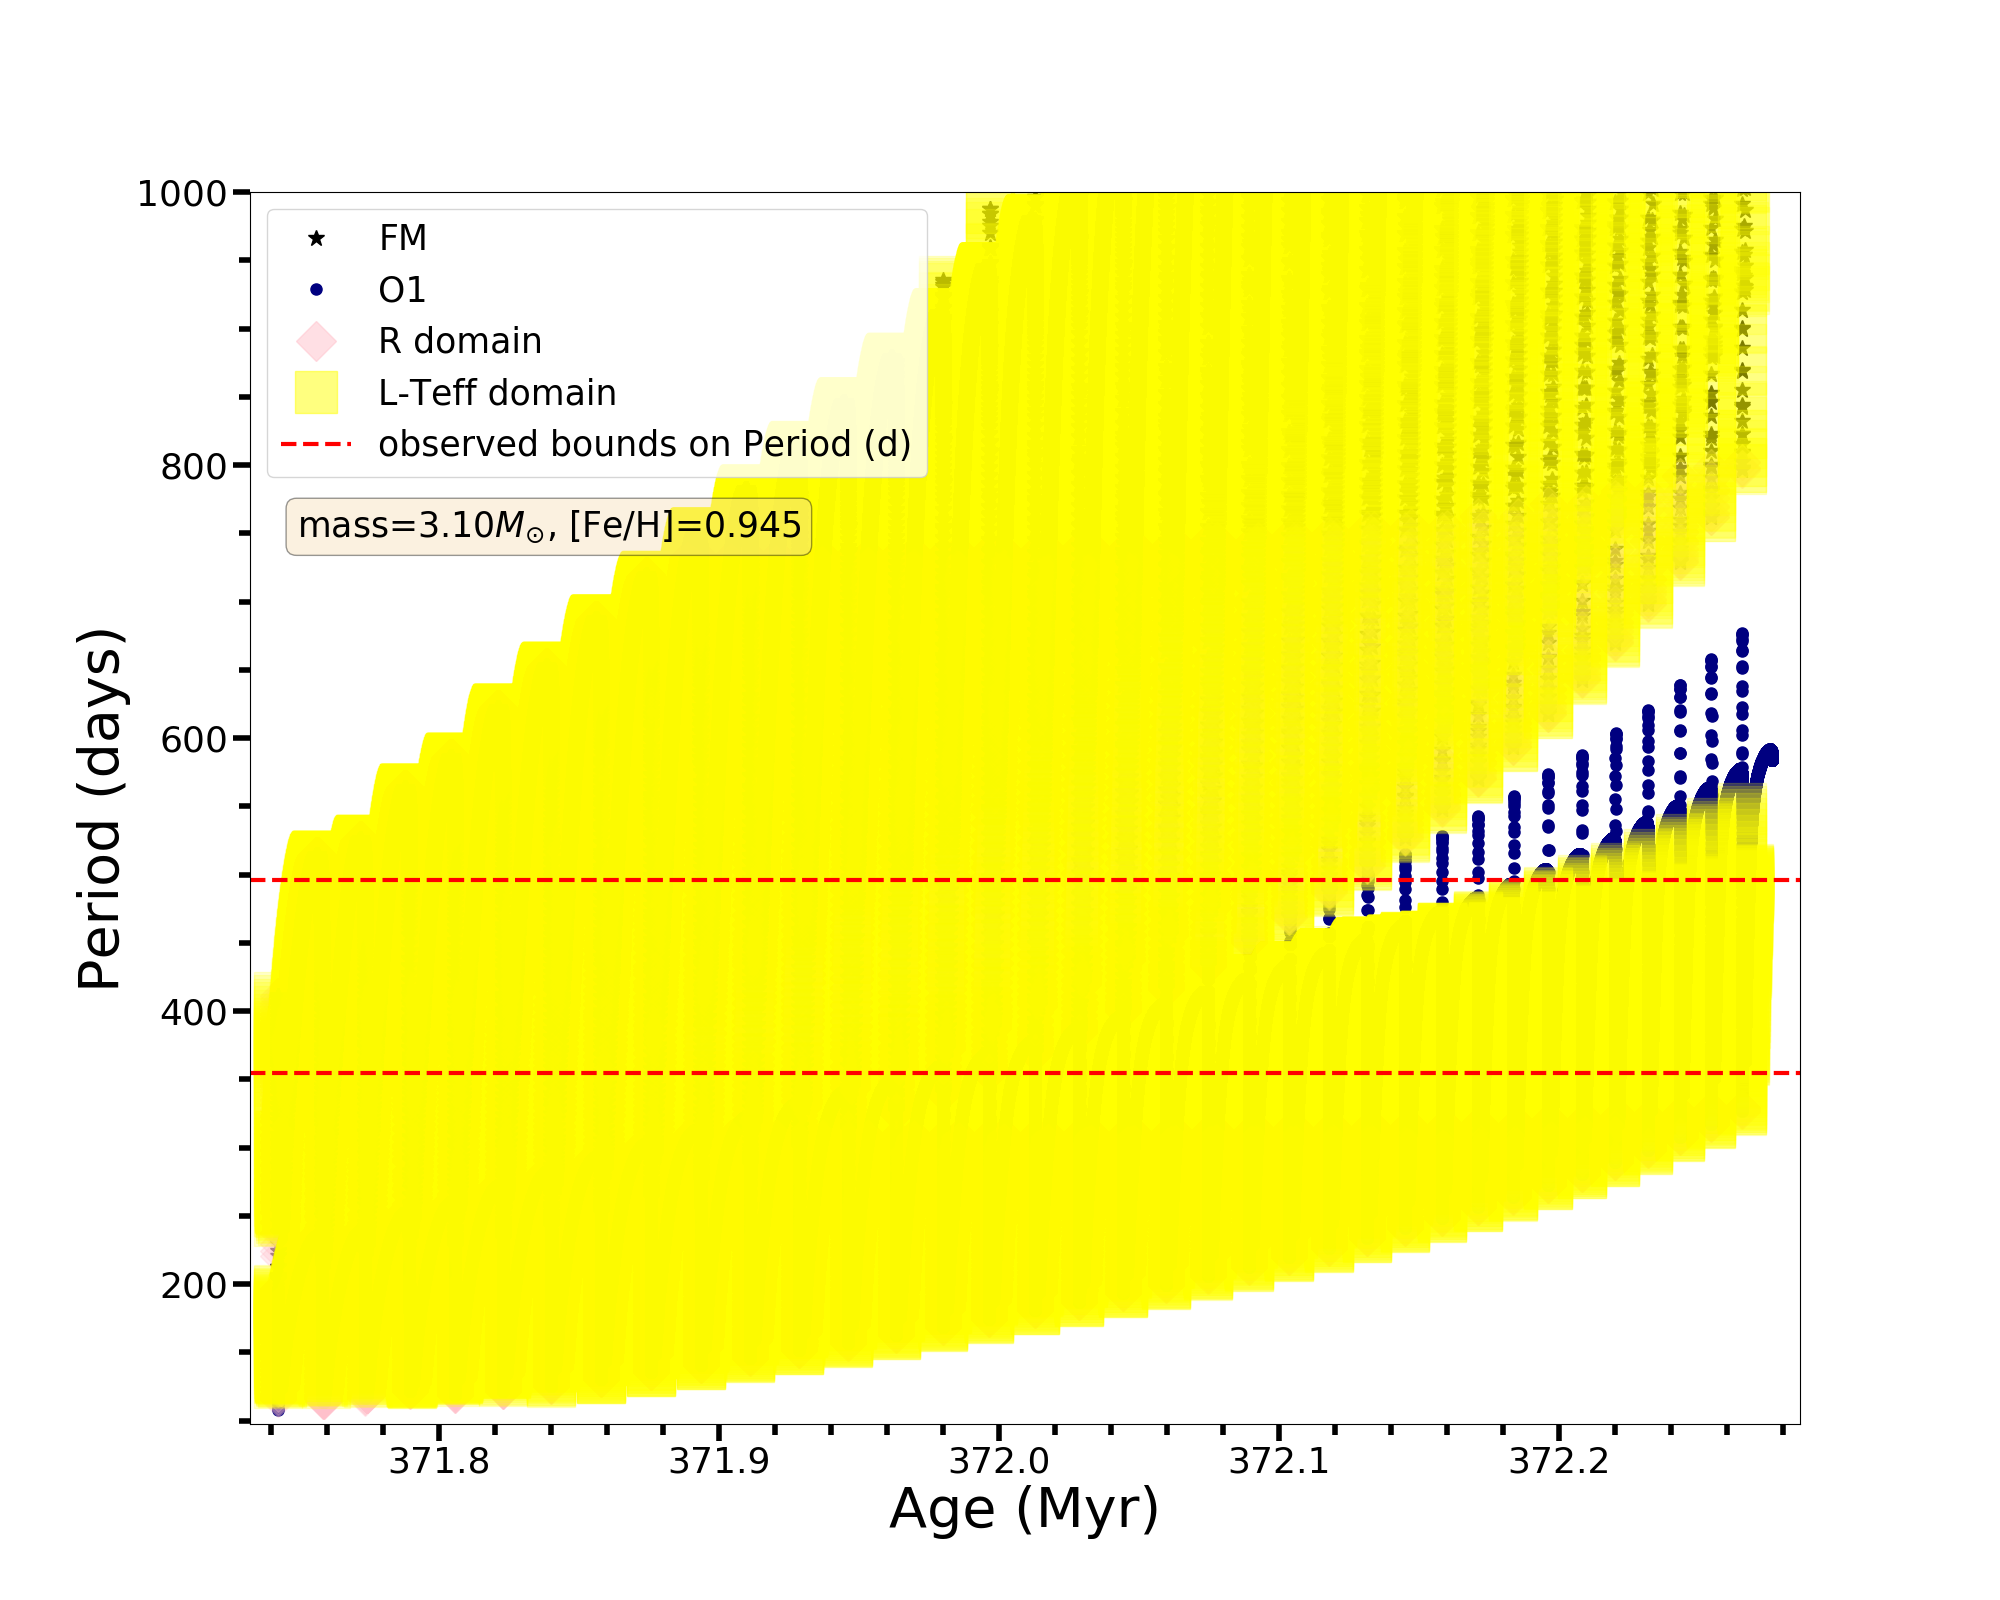 1000
800
600
400
200
Period (days)
FM
O1
R domain
L-Teff domain
observed bounds on Period (d)
mass=3.10M⊙, [Fe/H]=0.945
371.8 371.9 372.0 372.1 372.2
Age (Myr)